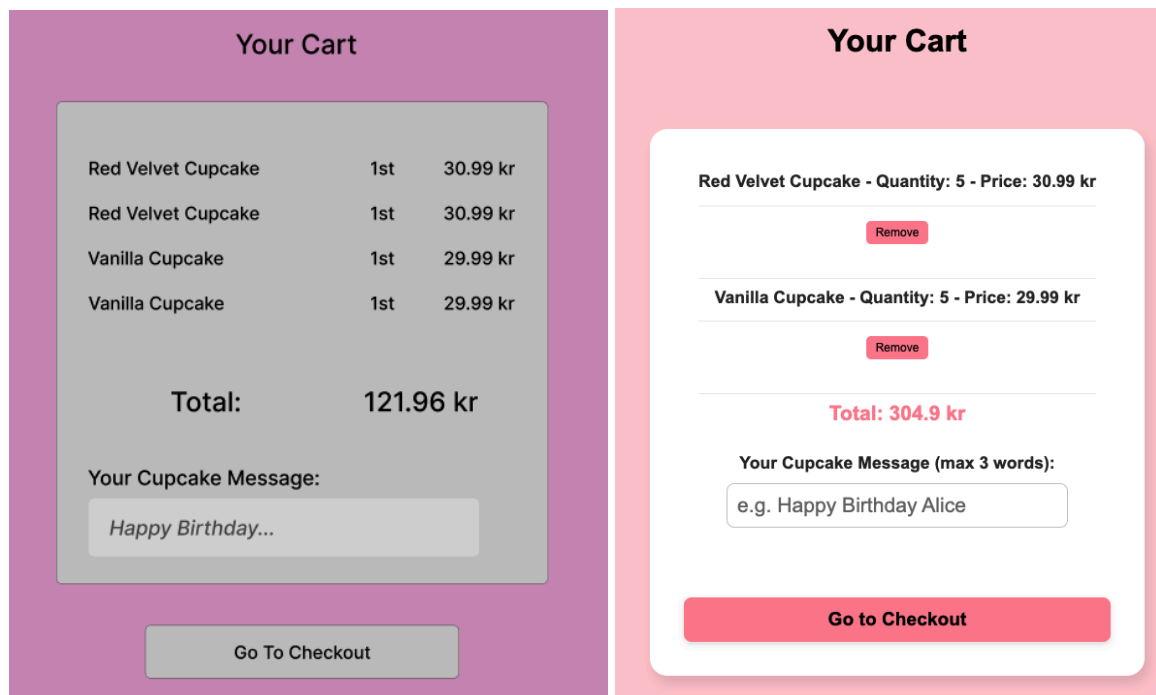 Your Cart
Red Velvet Cupcake 1st 30.99 kr
Red Velvet Cupcake 1st 30.99 kr
Vanilla Cupcake 1st 29.99 kr
Vanilla Cupcake 1st 29.99 kr
Total: 121.96 kr
Your Cupcake Message:
Happy Birthday...
Go To Checkout
Your Cart
Red Velvet Cupcake - Quantity: 5 - Price: 30.99 kr
Remove
Vanilla Cupcake - Quantity: 5 - Price: 29.99 kr
Remove
Total: 304.9 kr
Your Cupcake Message (max 3 words):
e.g. Happy Birthday Alice
Go to Checkout